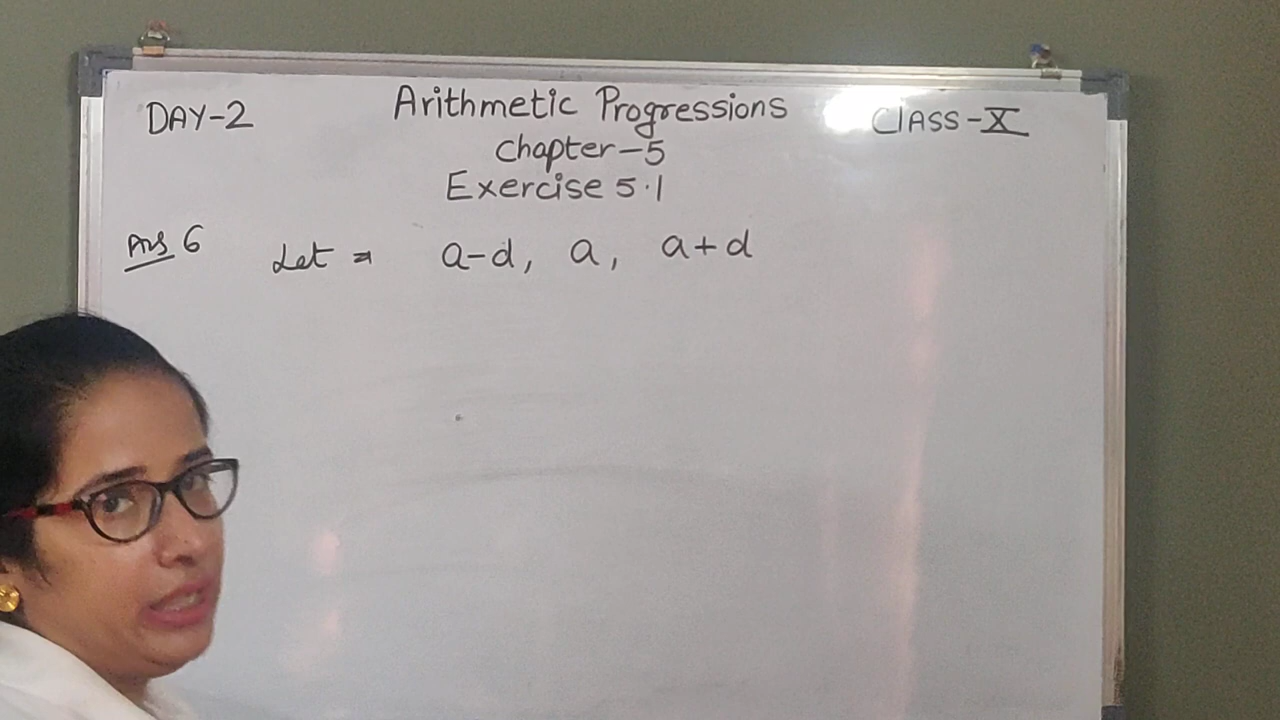 DAY-2 Arithmetic Progressions CLASS-X
Chapter-5
Exercise 5.1
Ans 6 Let = a-d, a, a+d